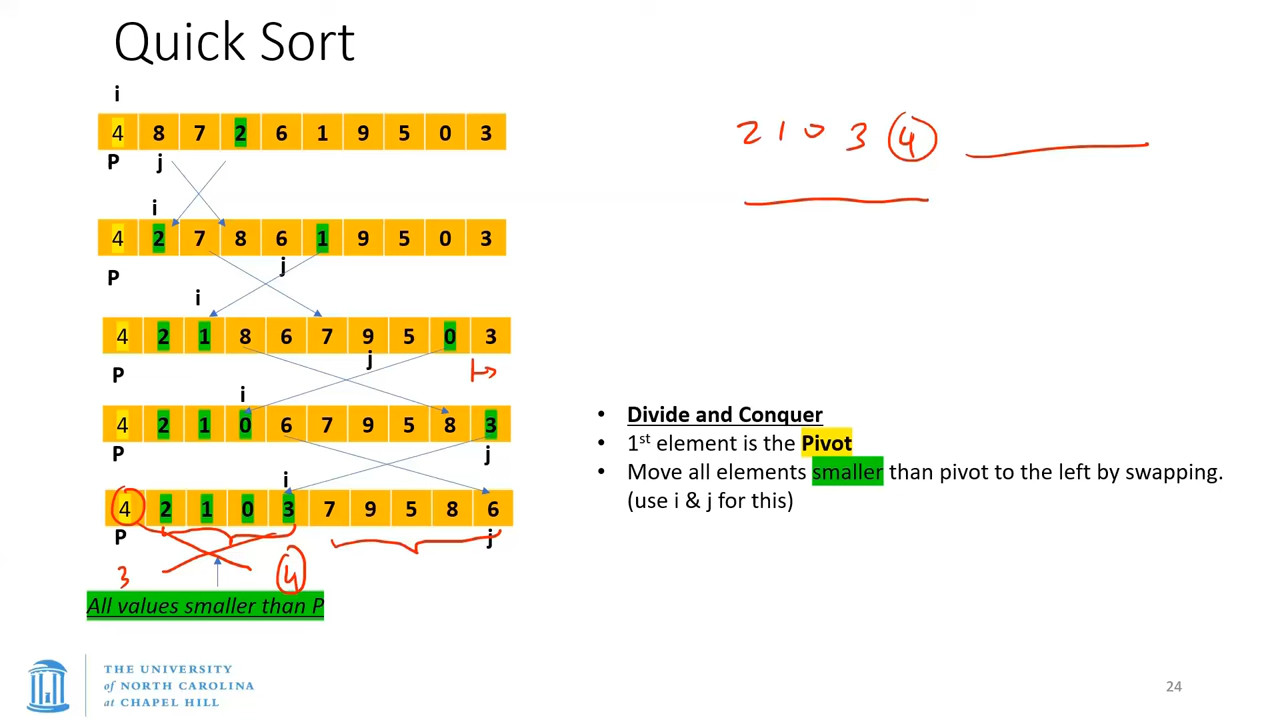 Quick Sort
i
4 8 7 2 6 1 9 5 0 3
P j
2 1 0 3 4
i
4 2 7 8 6 1 9 5 0 3
j
P
i
4 2 1 8 6 7 9 5 0 3
j
P
i
4 2 1 0 6 7 9 5 8 3
P j
i
4 2 1 0 3 7 9 5 8 6
P j
3 4
All values smaller than P
• Divide and Conquer
• 1st element is the Pivot
• Move all elements smaller than pivot to the left by swapping.
(use i & j for this)
THE UNIVERSITY
of NORTH CAROLINA
at CHAPEL HILL
24